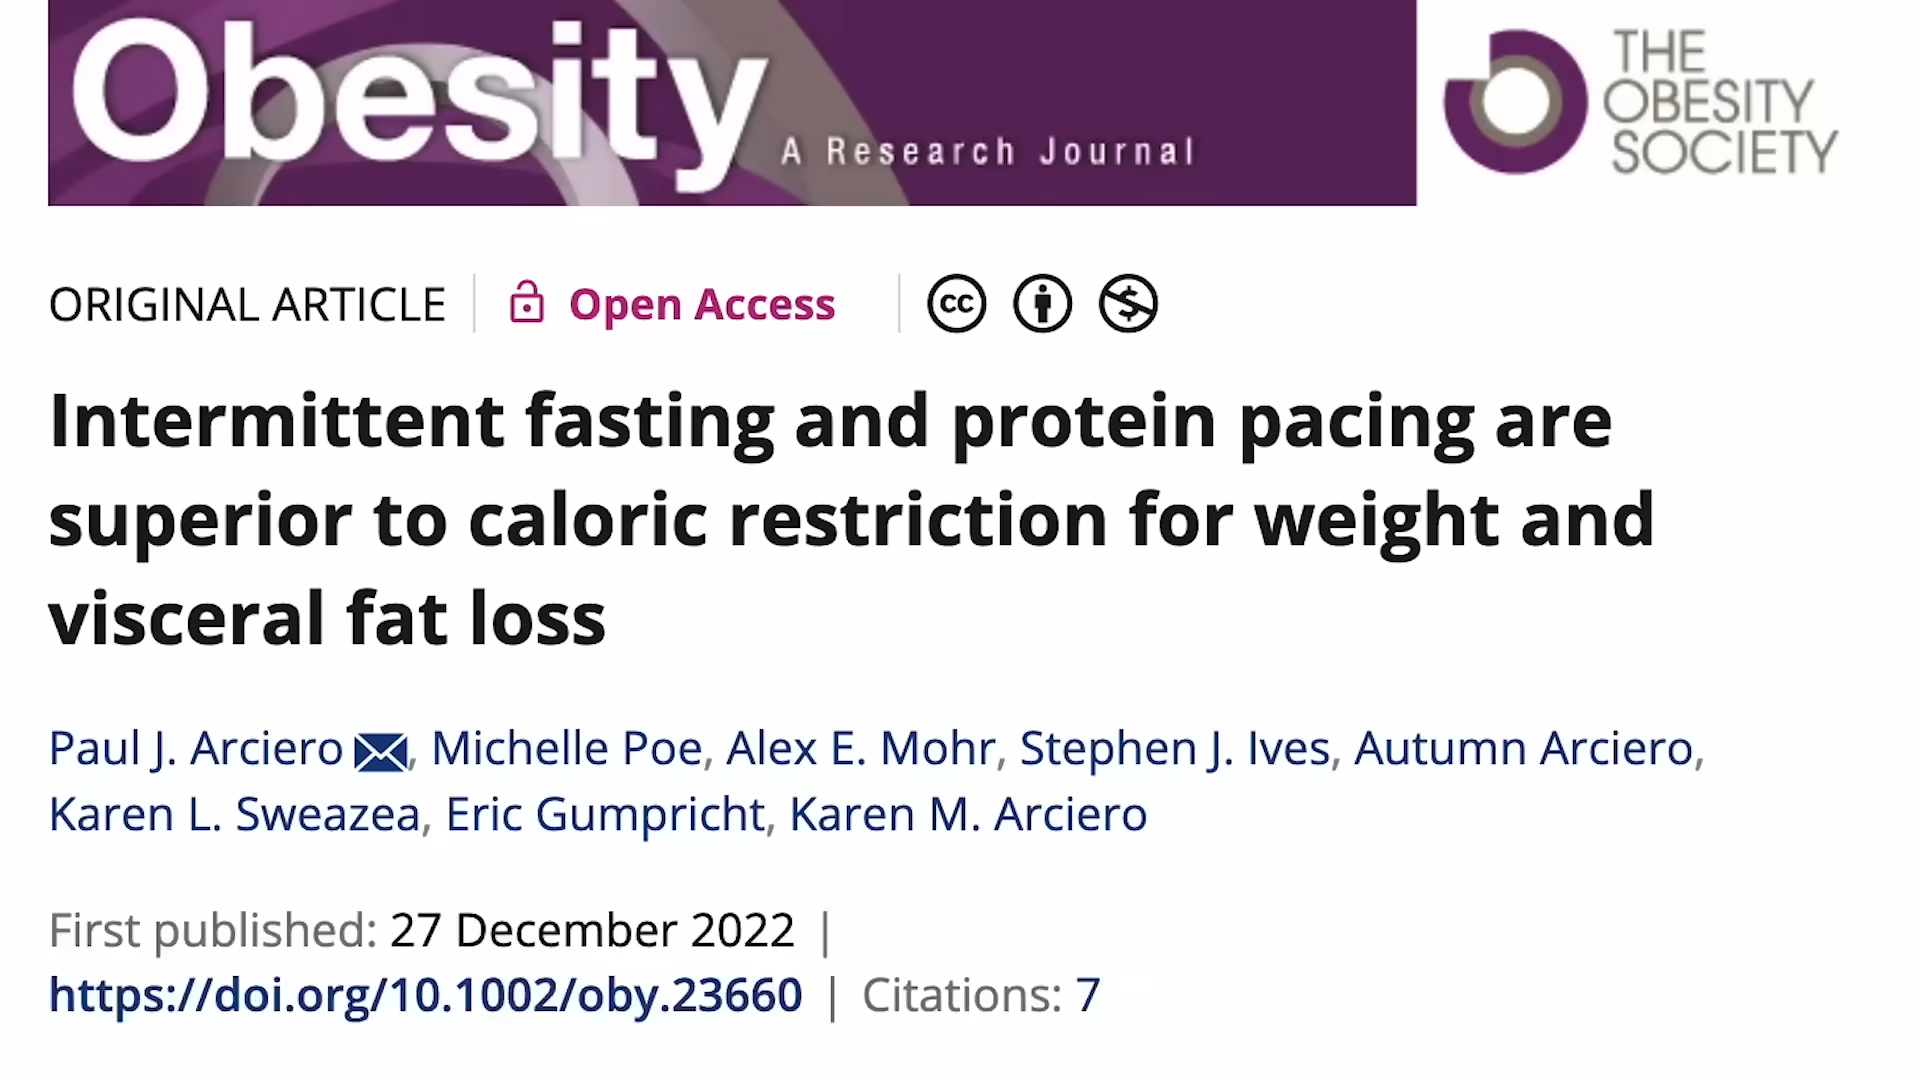 Obesity
A Research Journal
THE
OBESITY
SOCIETY
ORIGINAL ARTICLE
Open Access
cc
Intermittent fasting and protein pacing are
superior to caloric restriction for weight and
visceral fat loss
Paul J. Arciero, Michelle Poe, Alex E. Mohr, Stephen J. Ives, Autumn Arciero,
Karen L. Sweazea, Eric Gumpricht, Karen M. Arciero
First published: 27 December 2022 |
https://doi.org/10.1002/oby.23660 | Citations: 7